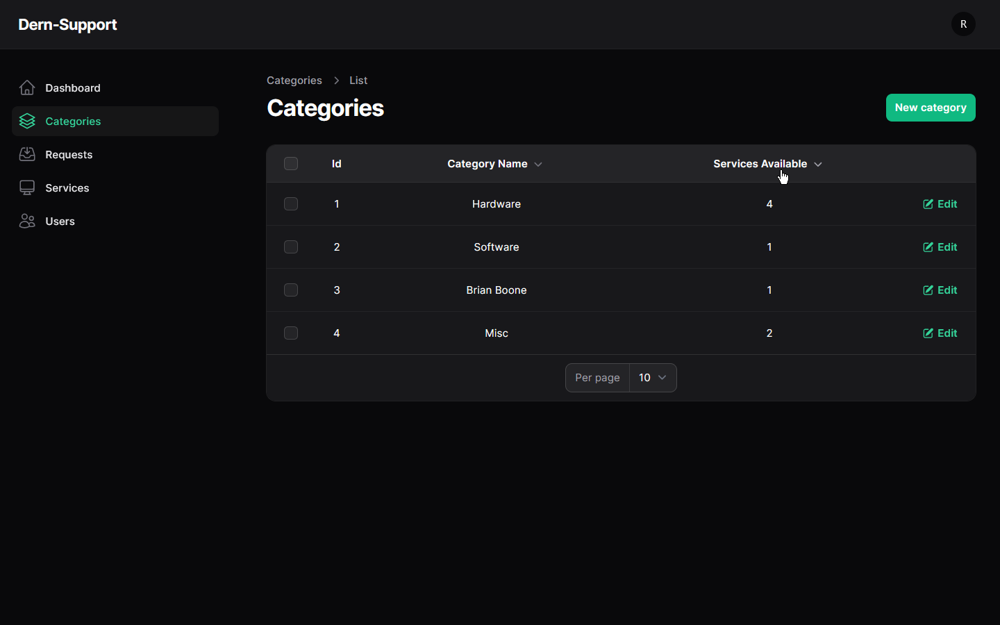 Dern-Support
R
Dashboard
Categories
Requests
Services
Users
Categories List
Categories
New category
Id Category Name Services Available
1 Hardware 4 Edit
2 Software 1 Edit
3 Brian Boone 1 Edit
4 Misc 2 Edit
Per page 10